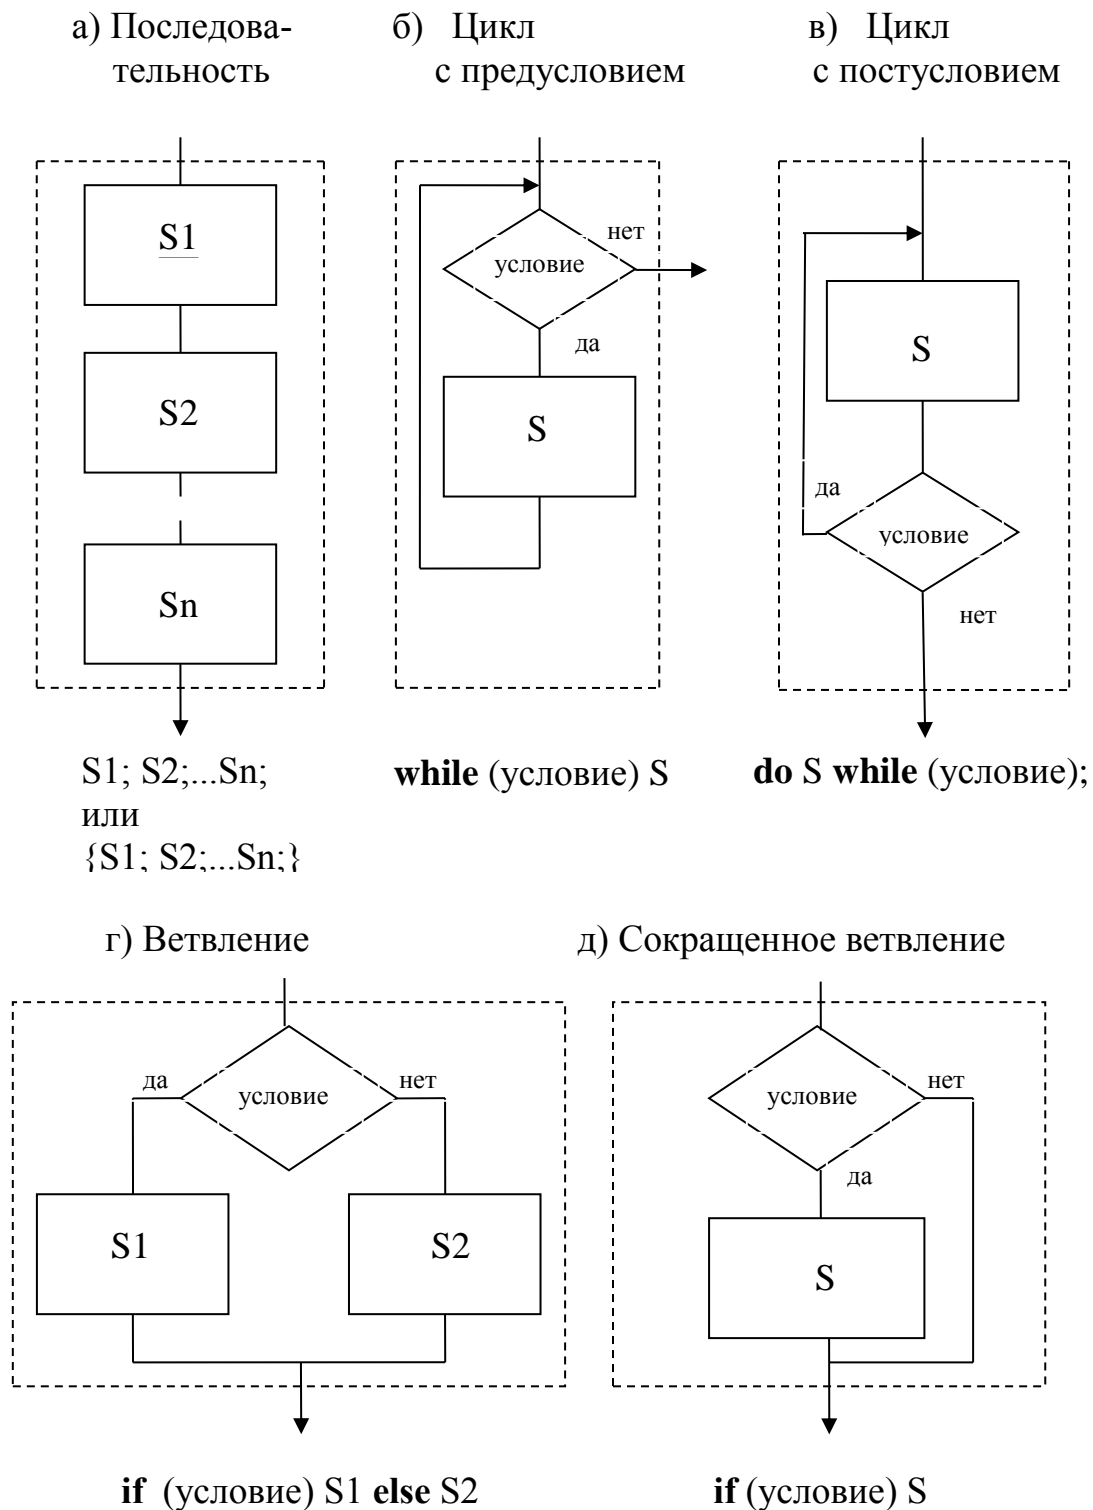 а) Последова-
тельность
S1
S2
Sn
S1; S2;...Sn;
или
{S1; S2;...Sn;}
б) Цикл
с предусловием
нет
условие
да
S
while (условие) S
в) Цикл
с постусловием
S
да
условие
нет
do S while (условие);
г) Ветвление
да
нет
условие
S1
S2
if (условие) S1 else S2
д) Сокращенное ветвление
нет
условие
да
S
if (условие) S